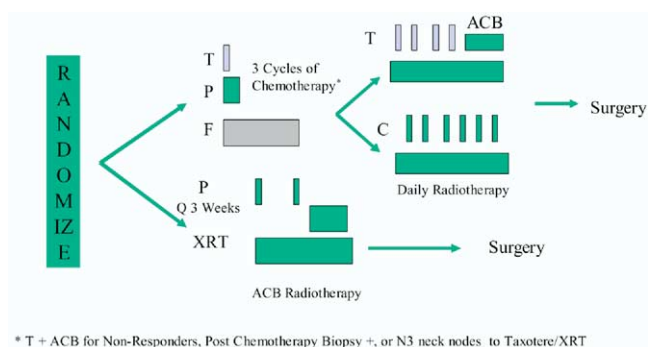 RANDOMIZE
T
P
F
3 Cycles of
Chemotherapy*
T
ACB
C
Daily Radiotherapy
Surgery
P
Q 3 Weeks
XRT
ACB Radiotherapy
Surgery
* T + ACB for Non-Responders, Post Chemotherapy Biopsy +, or N3 neck nodes to Taxotere/XRT